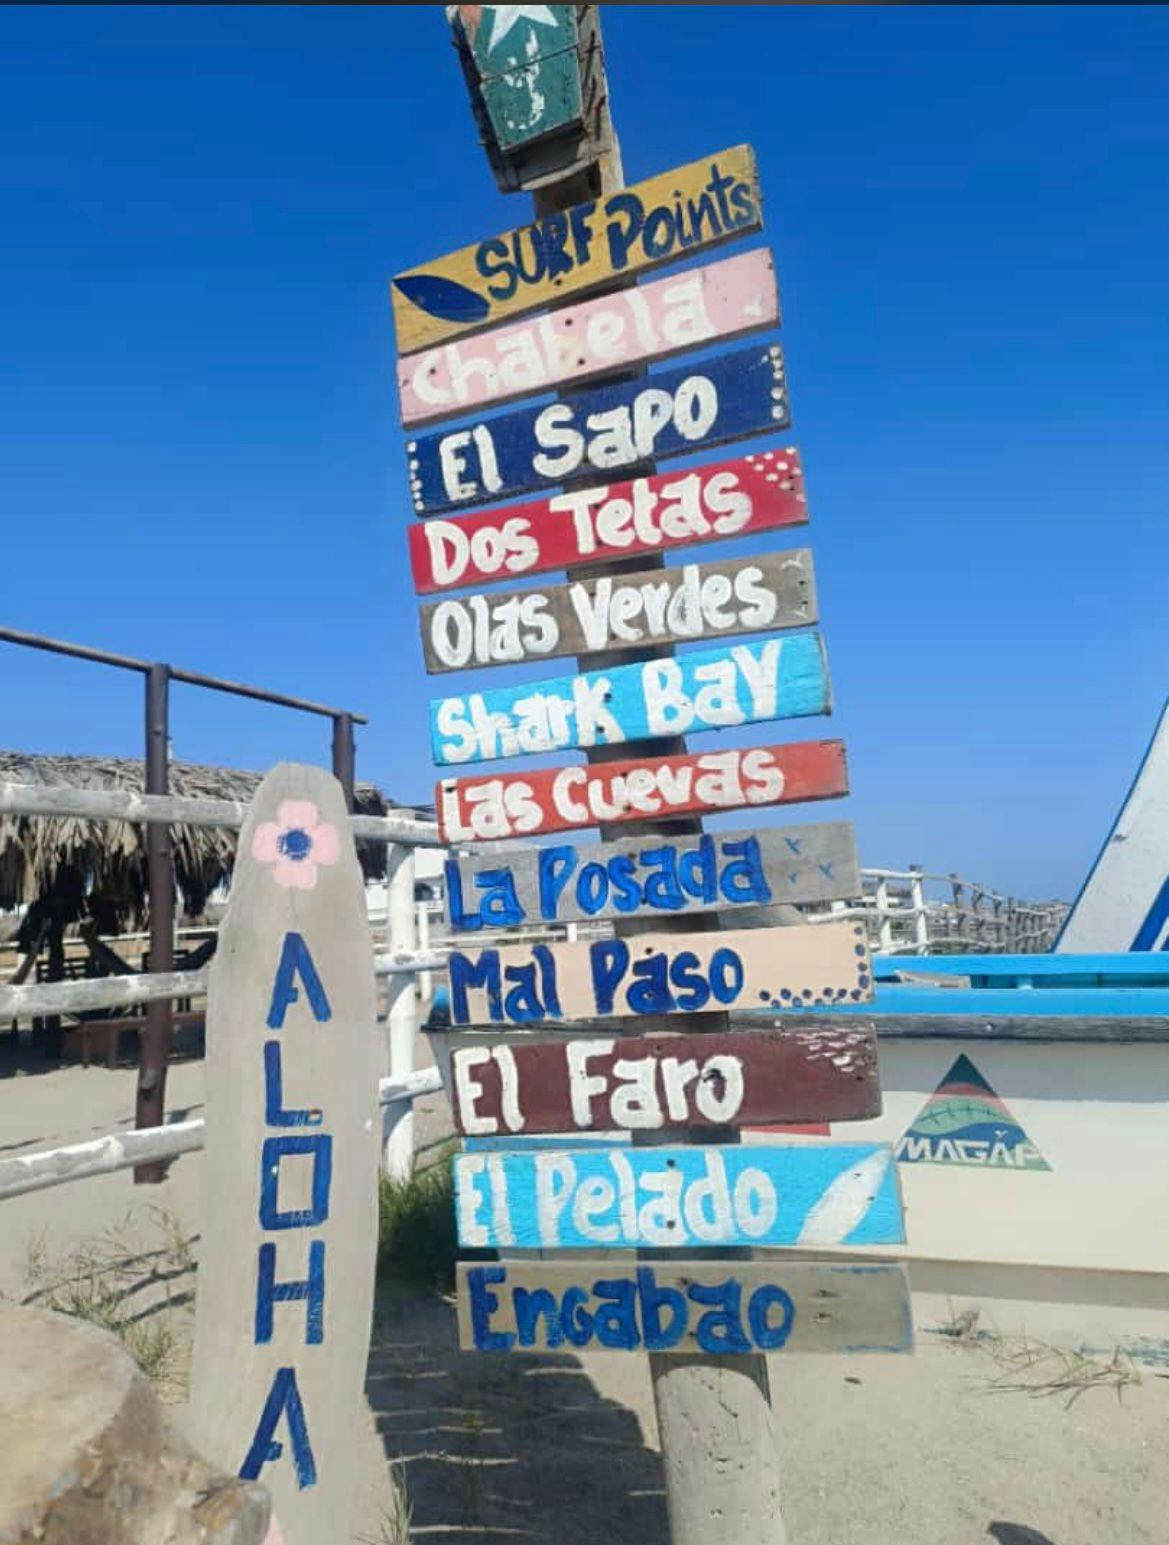 SURF Points
Chabela
El Sapo
Dos Tetas
Olas Verdes
Shark Bay
Las Cuevas
La Posada
Mal Paso
El Faro
El Pelado
Engabao
ALOHA
MAGAP